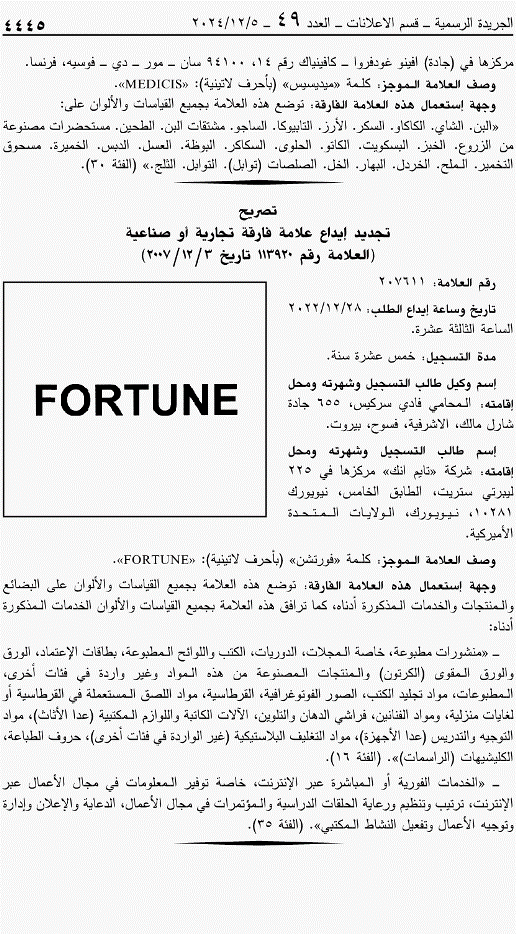 الجريدة الرسمية – قسم الاعلانات – العدد ٤٩ – ٢٠٢٤/١٢/٥
٤٤٤٥
مركزها في (جادة) افينو غودفروا – كافينياك رقم ١٤، ٩٤١٠٠ سان – مور – دي – فوسيه، فرنسا.
وصف العلامة الموجز: كلمة «ميديسيس» (بأحرف لاتينية): «MEDICIS».
وجهة إستعمال هذه العلامة الفارقة: توضع هذه العلامة بجميع القياسات والألوان على:
«البن. الشاي. الكاكاو. السكر. الأرز. التابيوكا. الساجو. مشتقات البن. الطحين. مستحضرات مصنوعة
من الزروع. الخبز. البسكويت. الكاتو. الحلوى. السكاكر. البوظة. العسل. الدبس. الخميرة. مسحوق
التخمير. الملح. الخردل. البهار. الخل. الصلصات (توابل). التوابل. الثلج.» (الفئة ٣٠).
تصريح
تجديد إيداع علامة فارقة تجارية أو صناعية
(العلامة رقم ١١٣٩٢٠ تاريخ ٢٠٠٧/١٢/٣)
رقم العلامة: ٢٠٧٦١١
تاريخ وساعة إيداع الطلب: ٢٠٢٢/١٢/٢٨
الساعة الثالثة عشرة.
مدة التسجيل: خمس عشرة سنة.
إسم وكيل طالب التسجيل وشهرته ومحل
إقامته: المحامي فادي سركيس، ٦٥٥ جادة
شارل مالك، الاشرفية، فسوح، بيروت.
إسم طالب التسجيل وشهرته ومحل
إقامته: شركة «تايم انك» مركزها في ٢٢٥
ليبرتي ستريت، الطابق الخامس، نيويورك
١٠٢٨١، نيويورك، الولايات المتحدة
الأميركية.
FORTUNE
وصف العلامة الموجز: كلمة «فورتشن» (بأحرف لاتينية): «FORTUNE».
وجهة إستعمال هذه العلامة الفارقة: توضع هذه العلامة بجميع القياسات والألوان على البضائع
والمنتجات والخدمات المذكورة أدناه، كما ترافق هذه العلامة بجميع القياسات والألوان الخدمات المذكورة
أدناه:
– «منشورات مطبوعة، خاصة المجلات، الدوريات، الكتب واللوائح المطبوعة، بطاقات الإعتماد، الورق
والورق المقوى (الكرتون) والمنتجات المصنوعة من هذه المواد وغير واردة في فئات أخرى،
المطبوعات، مواد تجليد الكتب، الصور الفوتوغرافية، القرطاسية، مواد اللصق المستعملة في القرطاسية أو
لغايات منزلية، ومواد الفنانين، فراشي الدهان والتلوين، الآلات الكاتبة واللوازم المكتبية (عدا الأثاث)، مواد
التوجيه والتدريس (عدا الأجهزة)، مواد التغليف البلاستيكية (غير الواردة في فئات أخرى)، حروف الطباعة،
الكليشيهات (الراسمات)». (الفئة ١٦).
– «الخدمات الفورية أو المباشرة عبر الإنترنت، خاصة توفير المعلومات في مجال الأعمال عبر
الإنترنت، ترتيب وتنظيم ورعاية الحلقات الدراسية والمؤتمرات في مجال الأعمال، الدعاية والإعلان وإدارة
وتوجيه الأعمال وتفعيل النشاط المكتبي». (الفئة ٣٥).